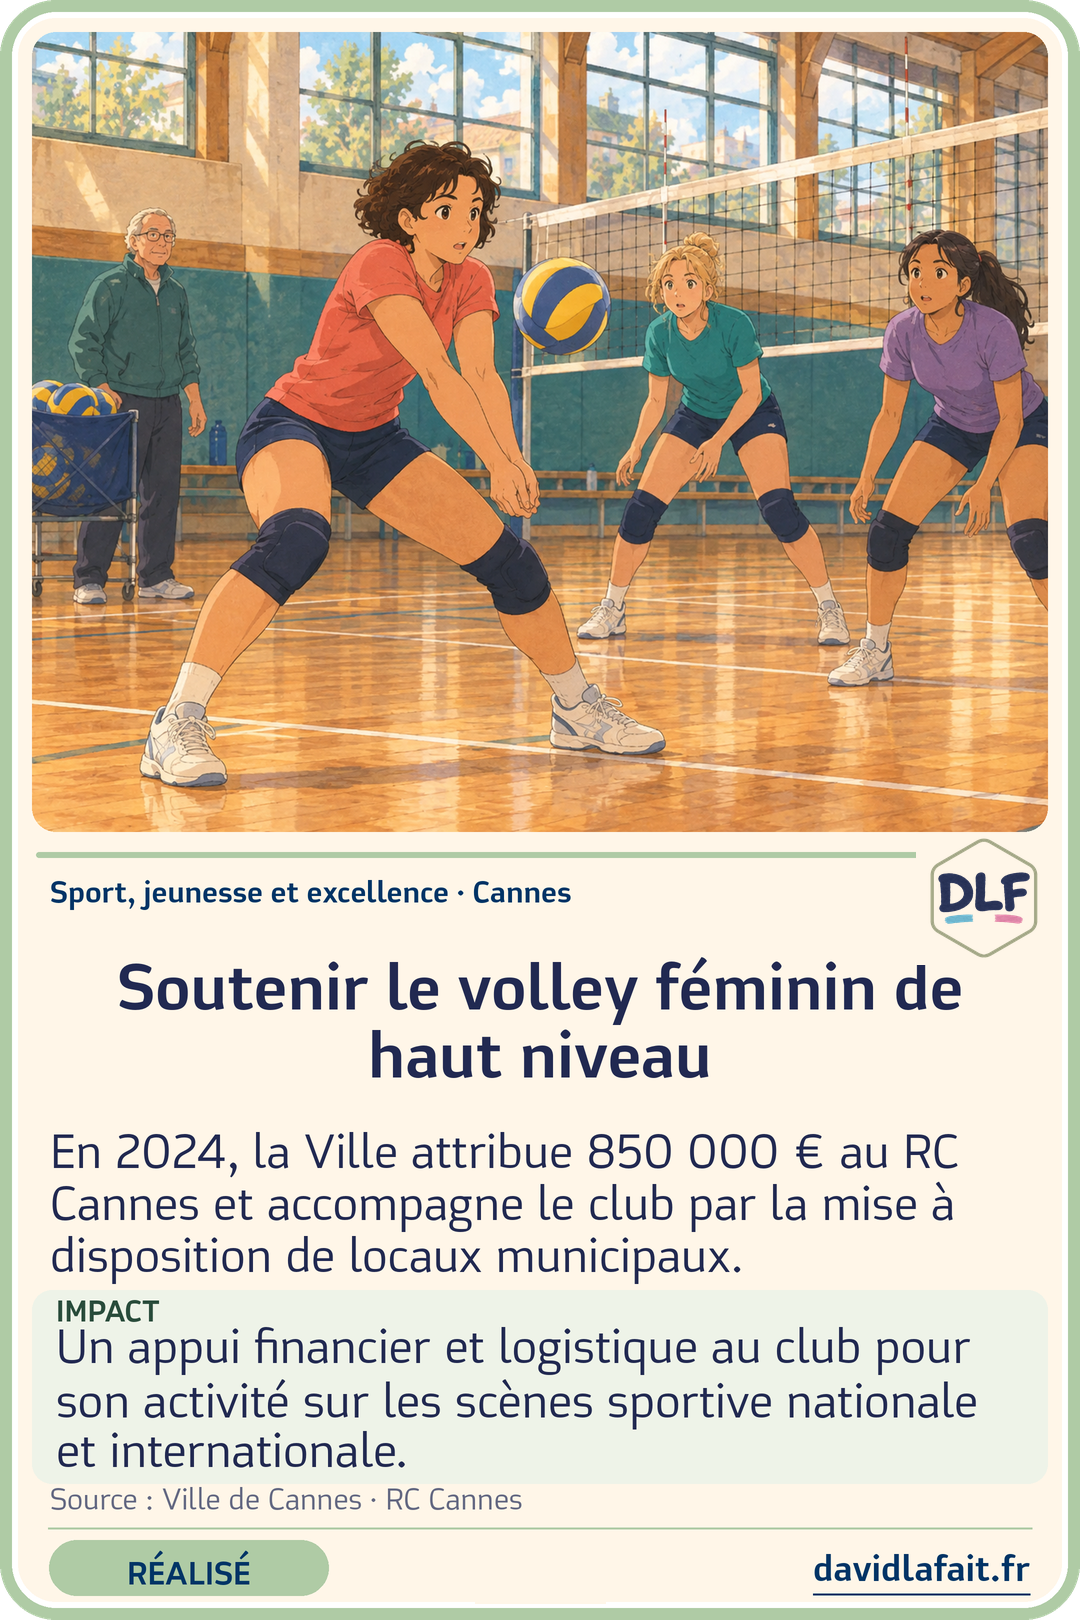 Sport, jeunesse et excellence · Cannes
DLF
Soutenir le volley féminin de
haut niveau
En 2024, la Ville attribue 850 000 € au RC
Cannes et accompagne le club par la mise à
disposition de locaux municipaux.
IMPACT
Un appui financier et logistique au club pour
son activité sur les scènes sportive nationale
et internationale.
Source : Ville de Cannes · RC Cannes
RÉALISÉ
davidlafait.fr